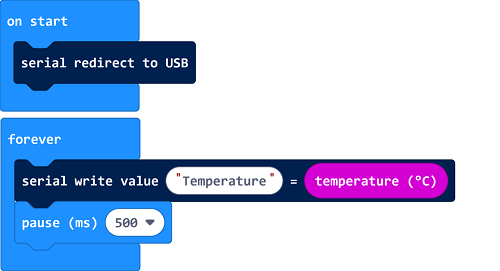 on start
serial redirect to USB
forever
serial write value "Temperature" = temperature (°C)
pause (ms) 500